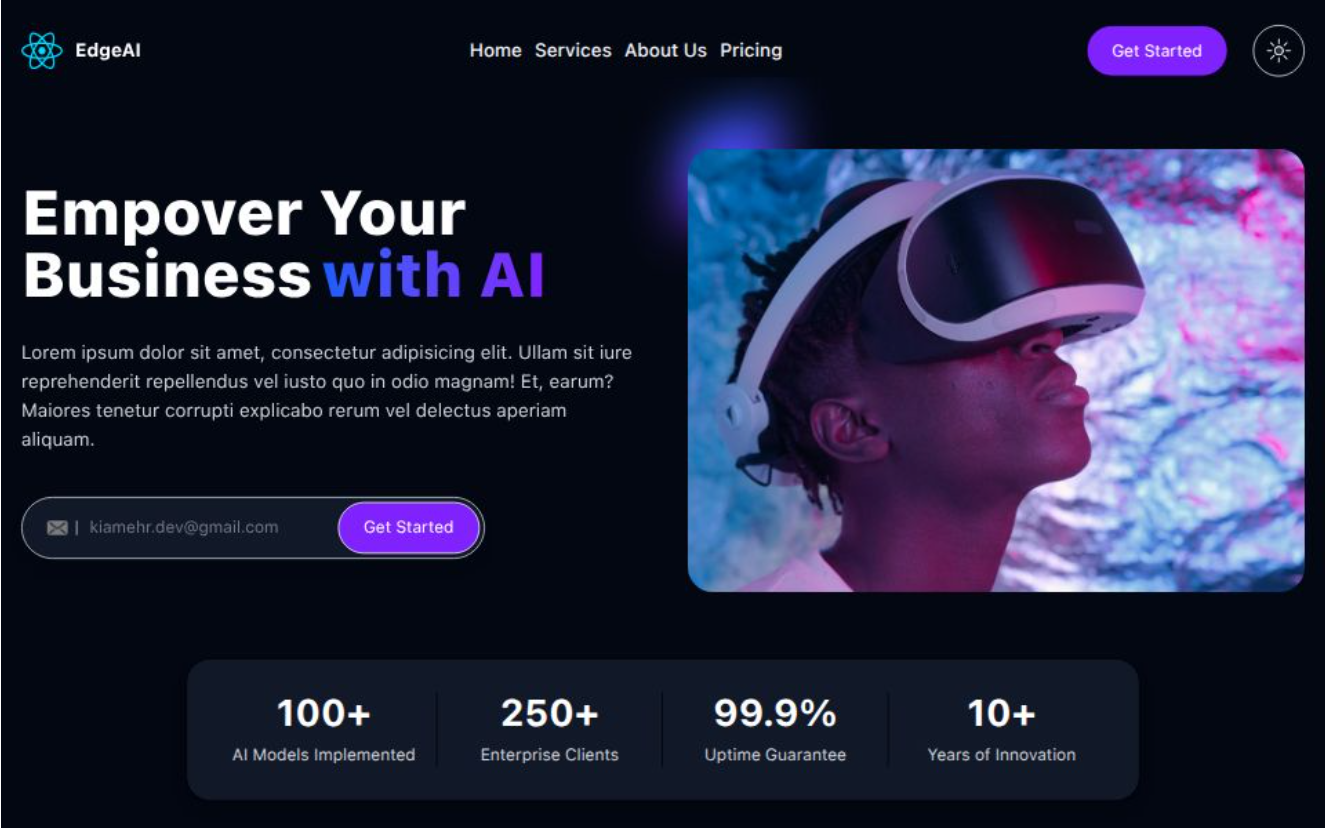 EdgeAI
Home Services About Us Pricing
Get Started
Empover Your
Business with AI
Lorem ipsum dolor sit amet, consectetur adipisicing elit. Ullam sit iure
reprehenderit repellendus vel iusto quo in odio magnam! Et, earum?
Maiores tenetur corrupti explicabo rerum vel delectus aperiam
aliquam.
| kiamehr.dev@gmail.com
Get Started
100+
AI Models Implemented
250+
Enterprise Clients
99.9%
Uptime Guarantee
10+
Years of Innovation